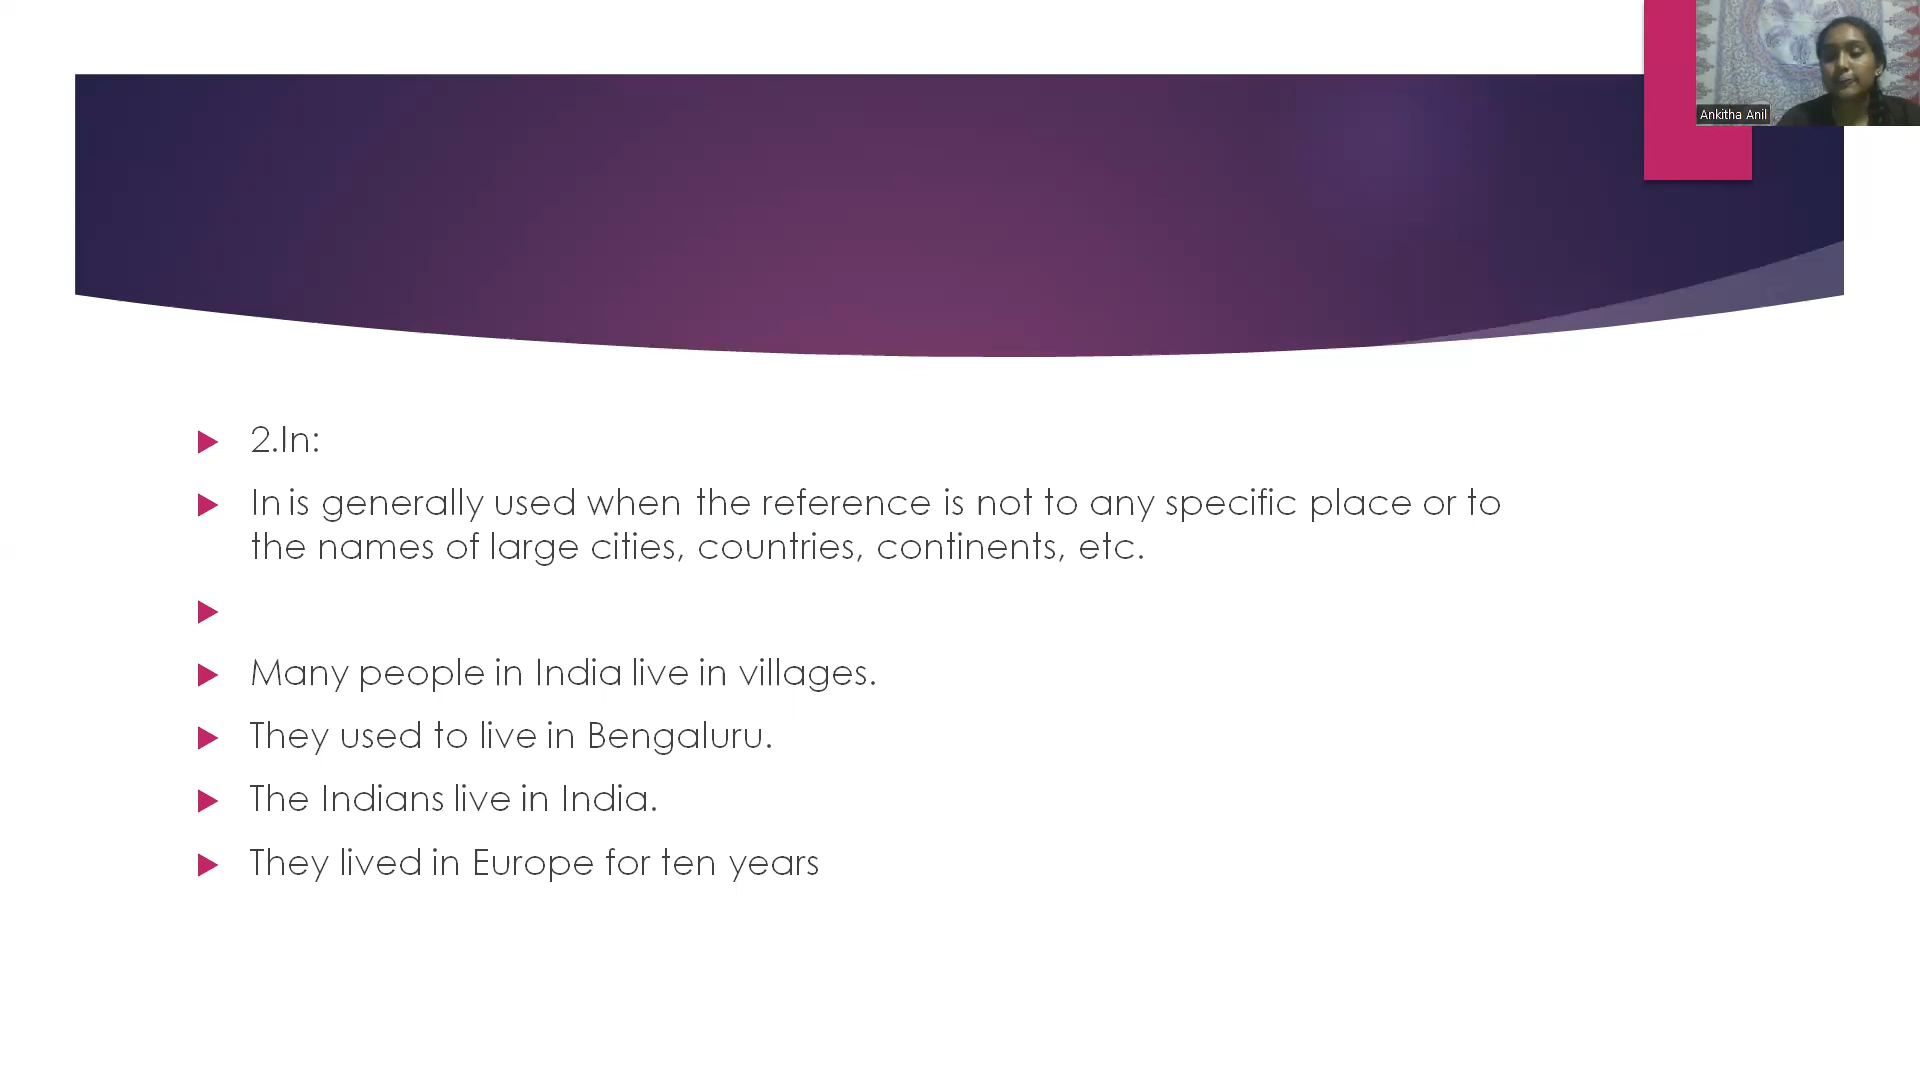 Ankitha Anil
2.In:
In is generally used when the reference is not to any specific place or to
the names of large cities, countries, continents, etc.
Many people in India live in villages.
They used to live in Bengaluru.
The Indians live in India.
They lived in Europe for ten years